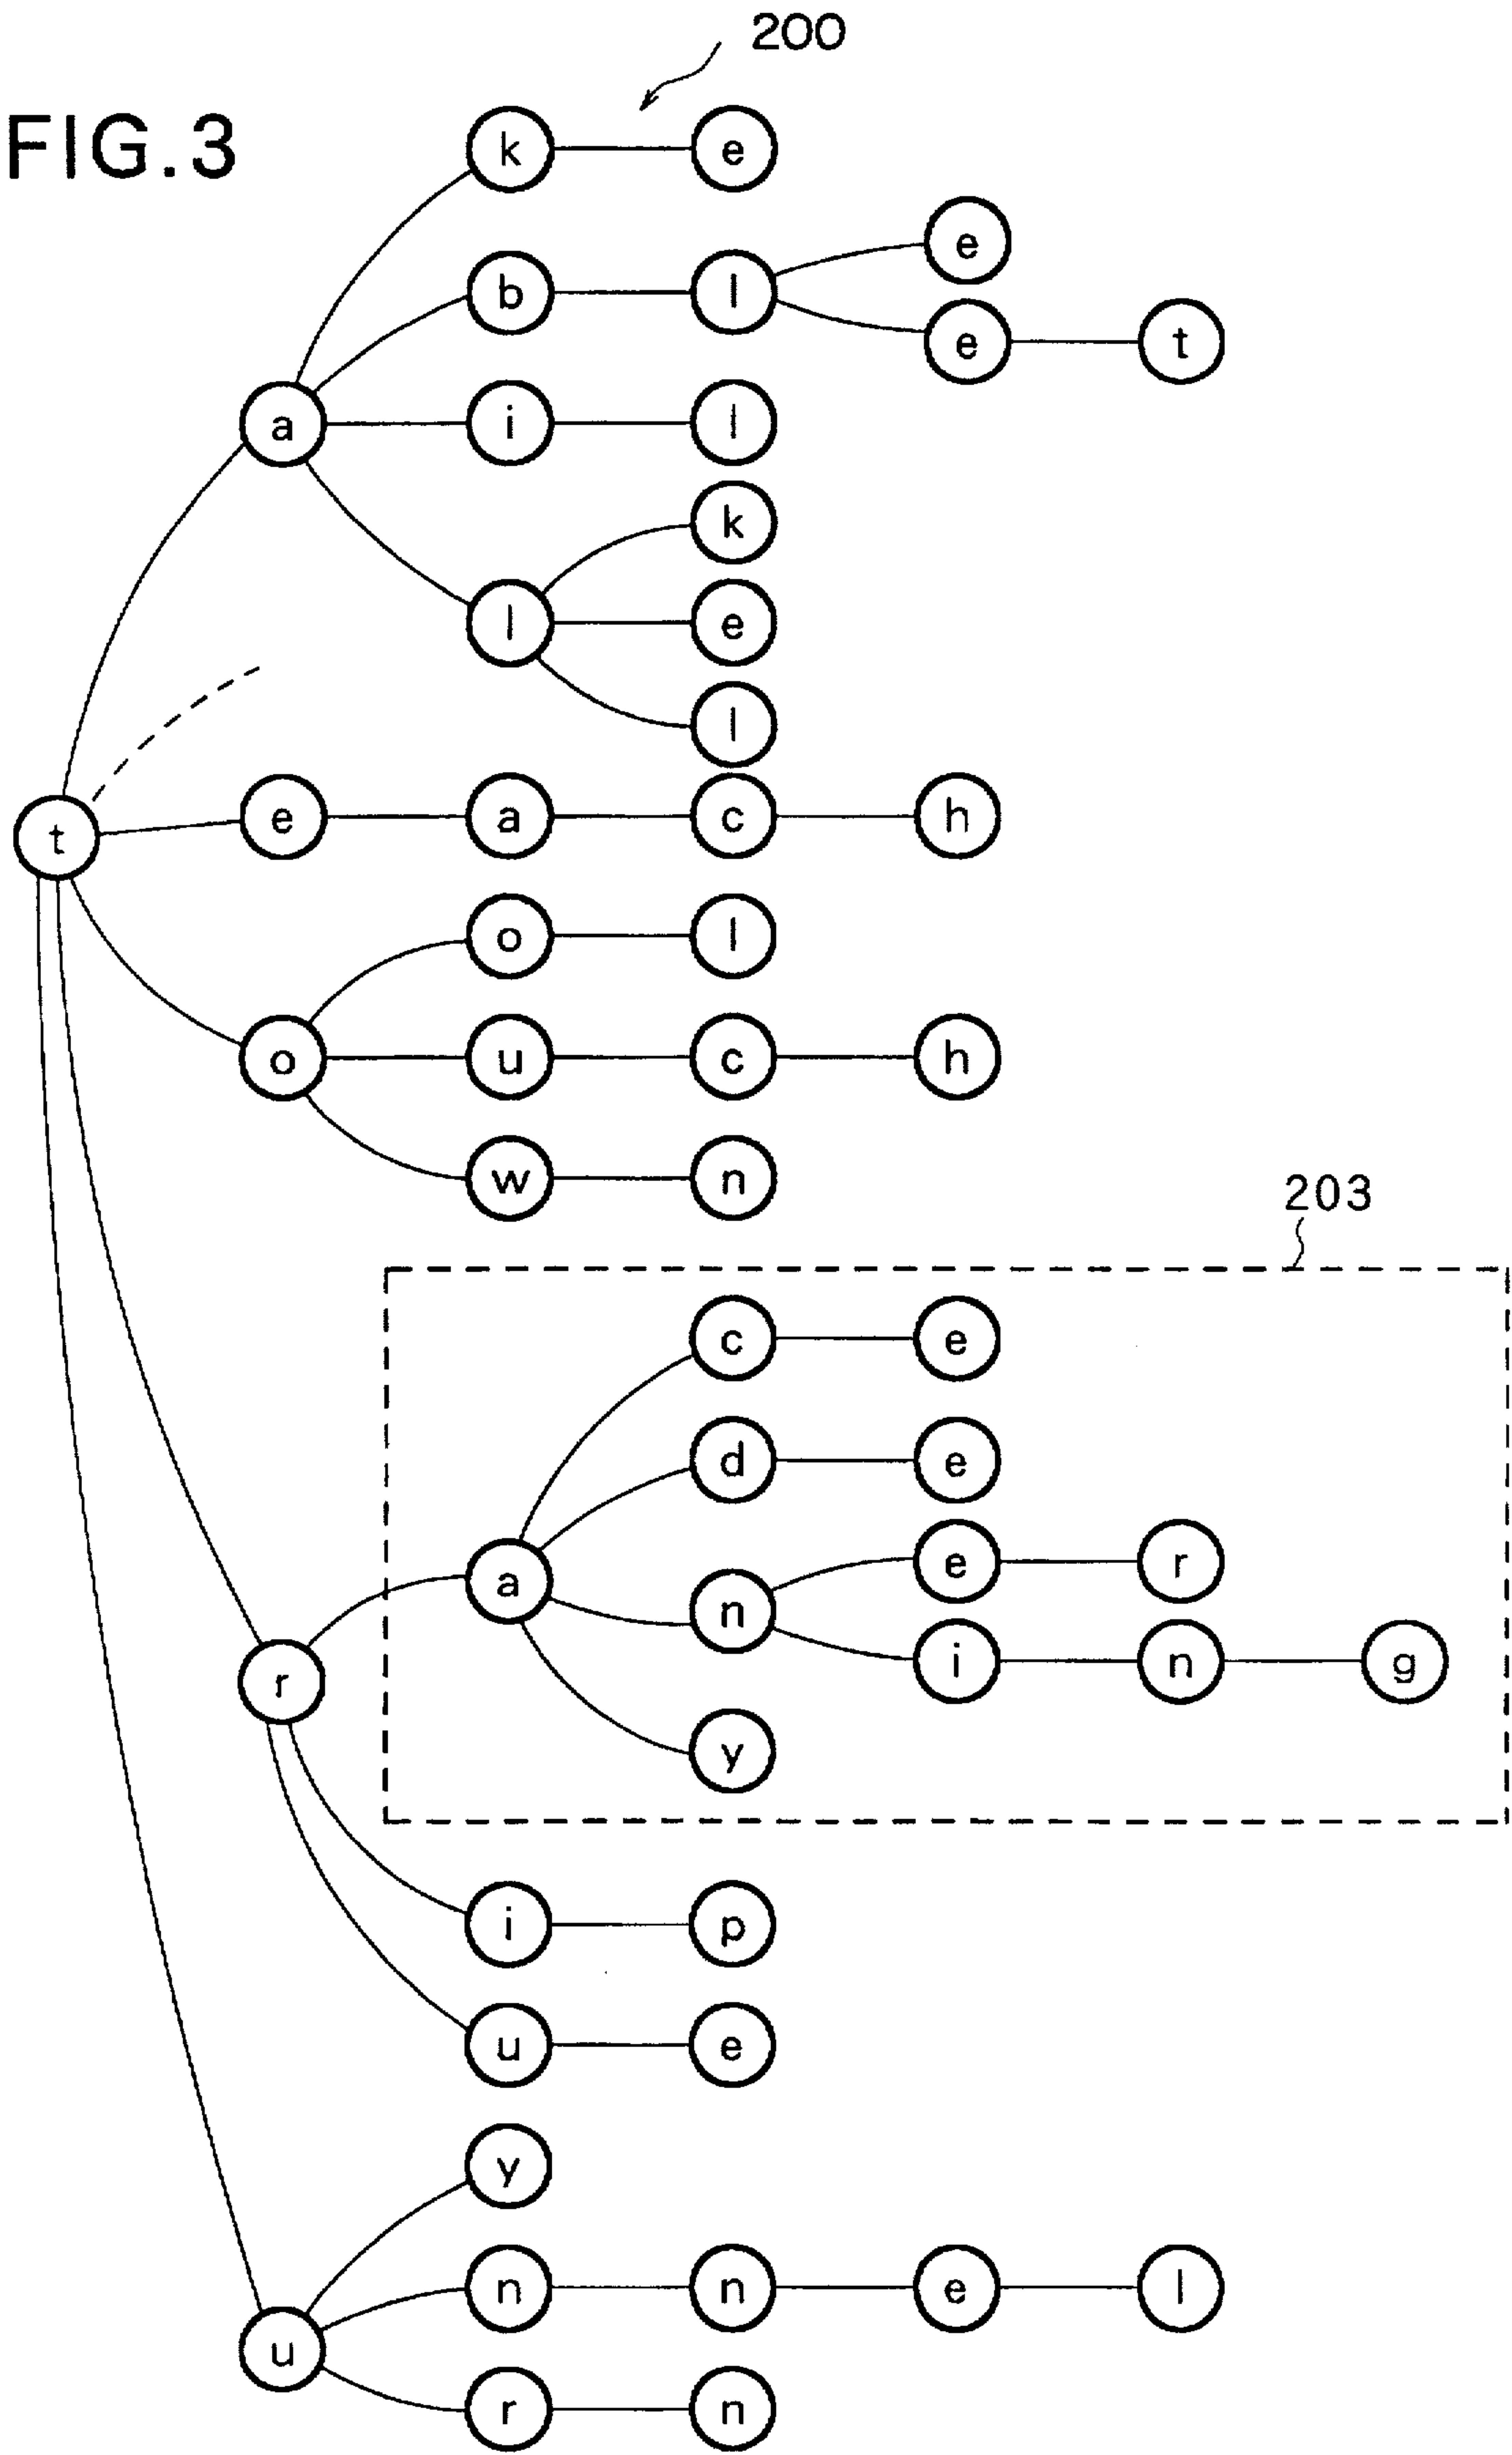 200
FIG.3
k e
e
b l
e t
a i l
k
l e
l
t e a c h
o l
o u c h
w n
203
c e
d e
e r
a n
i n g
r
y
i p
u e
y
n n e l
u
r n